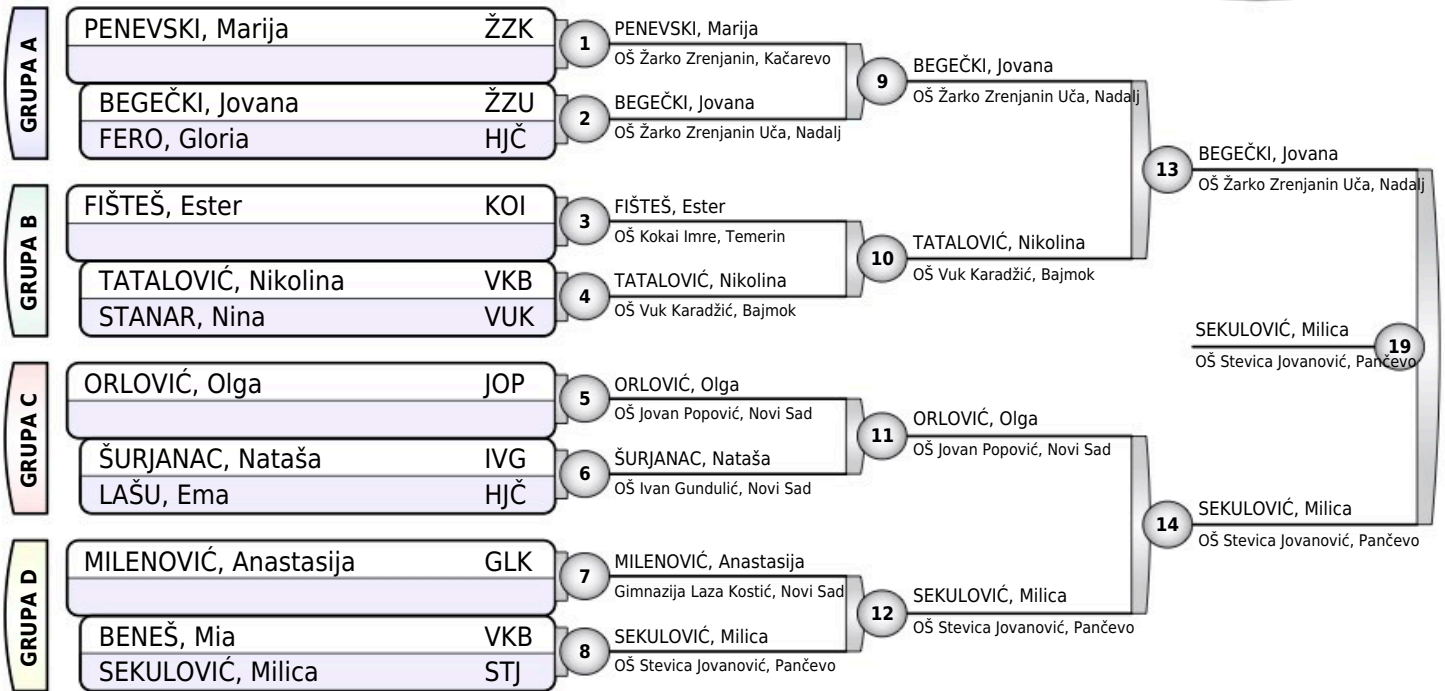 GRUPA A
PENEVSKI, Marija ŽZK
BEGEČKI, Jovana ŽZU
FERO, Gloria HJČ
GRUPA B
FIŠTEŠ, Ester KOI
TATALOVIĆ, Nikolina VKB
STANAR, Nina VUK
GRUPA C
ORLOVIĆ, Olga JOP
ŠURJANAC, Nataša IVG
LAŠU, Ema HJČ
GRUPA D
MILENOVIĆ, Anastasija GLK
BENEŠ, Mia VKB
SEKULOVIĆ, Milica STJ
1
PENEVSKI, Marija
OŠ Žarko Zrenjanin, Kačarevo
2
BEGEČKI, Jovana
OŠ Žarko Zrenjanin Uča, Nadalj
3
FIŠTEŠ, Ester
OŠ Kokai Imre, Temerin
4
TATALOVIĆ, Nikolina
OŠ Vuk Karadžić, Bajmok
5
ORLOVIĆ, Olga
OŠ Jovan Popović, Novi Sad
6
ŠURJANAC, Nataša
OŠ Ivan Gundulić, Novi Sad
7
MILENOVIĆ, Anastasija
Gimnazija Laza Kostić, Novi Sad
8
SEKULOVIĆ, Milica
OŠ Stevica Jovanović, Pančevo
9
BEGEČKI, Jovana
OŠ Žarko Zrenjanin Uča, Nadalj
10
TATALOVIĆ, Nikolina
OŠ Vuk Karadžić, Bajmok
11
ORLOVIĆ, Olga
OŠ Jovan Popović, Novi Sad
12
SEKULOVIĆ, Milica
OŠ Stevica Jovanović, Pančevo
13
BEGEČKI, Jovana
OŠ Žarko Zrenjanin Uča, Nadalj
14
SEKULOVIĆ, Milica
OŠ Stevica Jovanović, Pančevo
SEKULOVIĆ, Milica
19
OŠ Stevica Jovanović, Pančevo